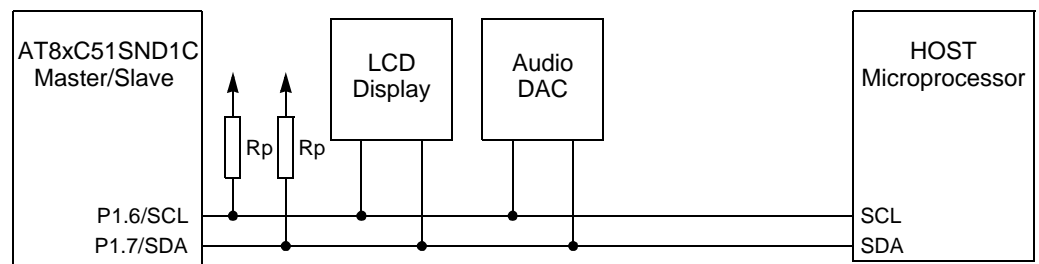 AT8xC51SND1C
Master/Slave
LCD
Display
Audio
DAC
HOST
Microprocessor
Rp
Rp
P1.6/SCL
SCL
P1.7/SDA
SDA